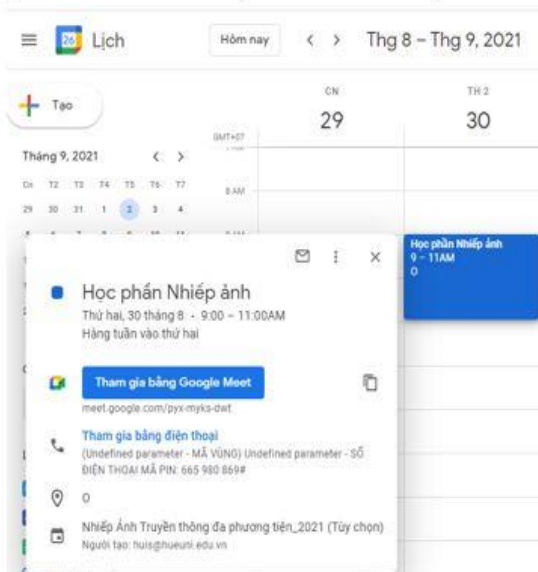 26 Lịch
Hôm nay
Thg 8 – Thg 9, 2021
Tạo
CN
29
TH 2
30
GMT+07
Tháng 9, 2021
CN T2 T3 T4 T5 T6 T7
29 30 31 1 2 3 4
8 AM
Học phần Nhiếp ảnh
9 – 11AM
O
Học phần Nhiếp ảnh
Thứ hai, 30 tháng 8 · 9:00 – 11:00AM
Hàng tuần vào thứ hai
Tham gia bằng Google Meet
meet.google.com/pyx-myks-dwt
Tham gia bằng điện thoại
(Undefined parameter - MÃ VÙNG) Undefined parameter - SỐ
ĐIỆN THOẠI MÃ PIN: 665 980 869#
O
Nhiếp Ảnh Truyền thông đa phương tiện_2021 (Tùy chọn)
Người tạo: huis@hueuni.edu.vn